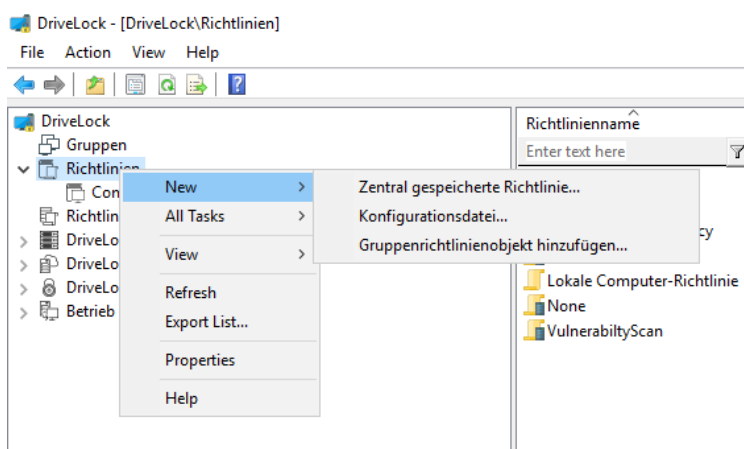 DriveLock - [DriveLock\Richtlinien]
File Action View Help
DriveLock
Gruppen
Richtlinien
Con
Richtlin
DriveLo
DriveLo
DriveLo
Betrieb
New
All Tasks
View
Refresh
Export List...
Properties
Help
Zentral gespeicherte Richtlinie...
Konfigurationsdatei...
Gruppenrichtlinienobjekt hinzufügen...
Richtlinienname
Enter text here
cy
Lokale Computer-Richtlinie
None
VulnerabiltyScan